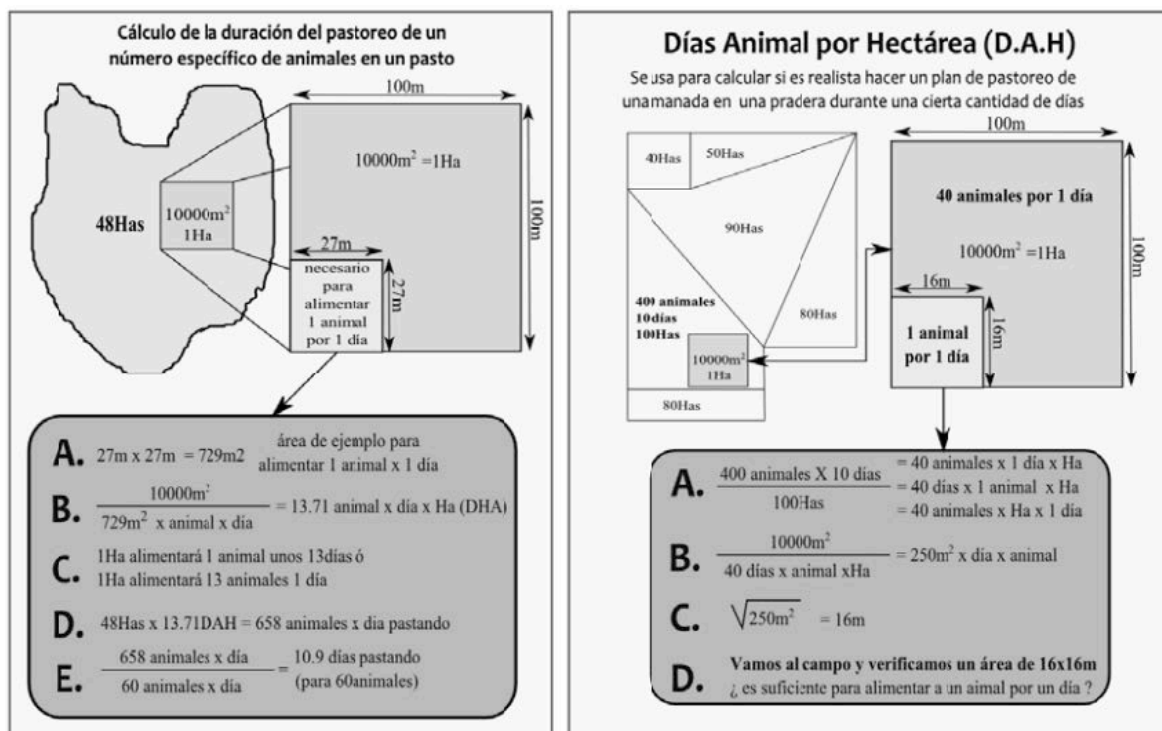 Cálculo de la duración del pastoreo de un
número específico de animales en un pasto
100m
10000m² =1Ha
100m
48Has
10000m²
1Ha
27m
27m
necesario
para
alimentar
1 animal
por 1 día
A. 27m x 27m = 729m2 área de ejemplo para
alimentar 1 animal x 1 día
B. 10000m²
729m² x animal x día
= 13.71 animal x día x Ha (DHA)
C. 1Ha alimentará 1 animal unos 13días ó
1Ha alimentará 13 animales 1 día
D. 48Has x 13.71DAH = 658 animales x dia pastando
E. 658 animales x día
60 animales x día
= 10.9 días pastando
(para 60animales)
Días Animal por Hectárea (D.A.H)
Se usa para calcular si es realista hacer un plan de pastoreo de
unamanada en una pradera durante una cierta cantidad de días
40Has
50Has
90Has
80Has
400 animales
10días
100Has
10000m²
1Ha
80Has
100m
40 animales por 1 día
10000m² =1Ha
100m
16m
16m
1 animal
por 1 día
A. 400 animales X 10 días
100Has
= 40 animales x 1 día x Ha
= 40 días x 1 animal x Ha
= 40 animales x Ha x 1 día
B. 10000m²
40 días x animal xHa
= 250m² x día x animal
C. √250m² = 16m
D. Vamos al campo y verificamos un área de 16x16m
¿ es suficiente para alimentar a un aimal por un día ?